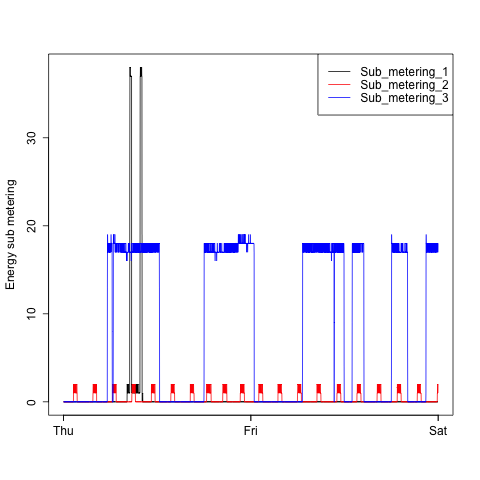 Sub_metering_1
Sub_metering_2
Sub_metering_3
Energy sub metering
30
20
10
0
Thu
Fri
Sat